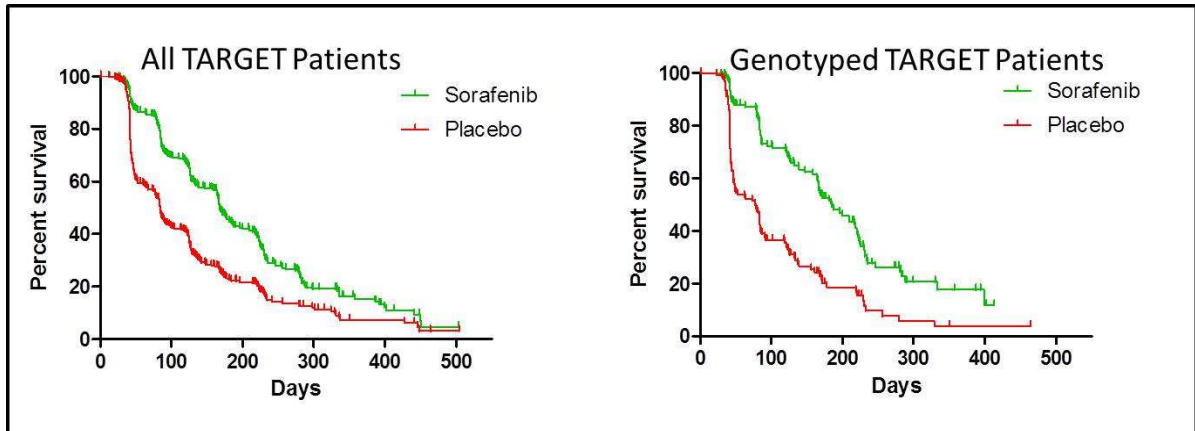 All TARGET Patients
Percent survival
100
80
60
40
20
0
Sorafenib
Placebo
0 100 200 300 400 500
Days
Genotyped TARGET Patients
Percent survival
100
80
60
40
20
0
Sorafenib
Placebo
0 100 200 300 400 500
Days